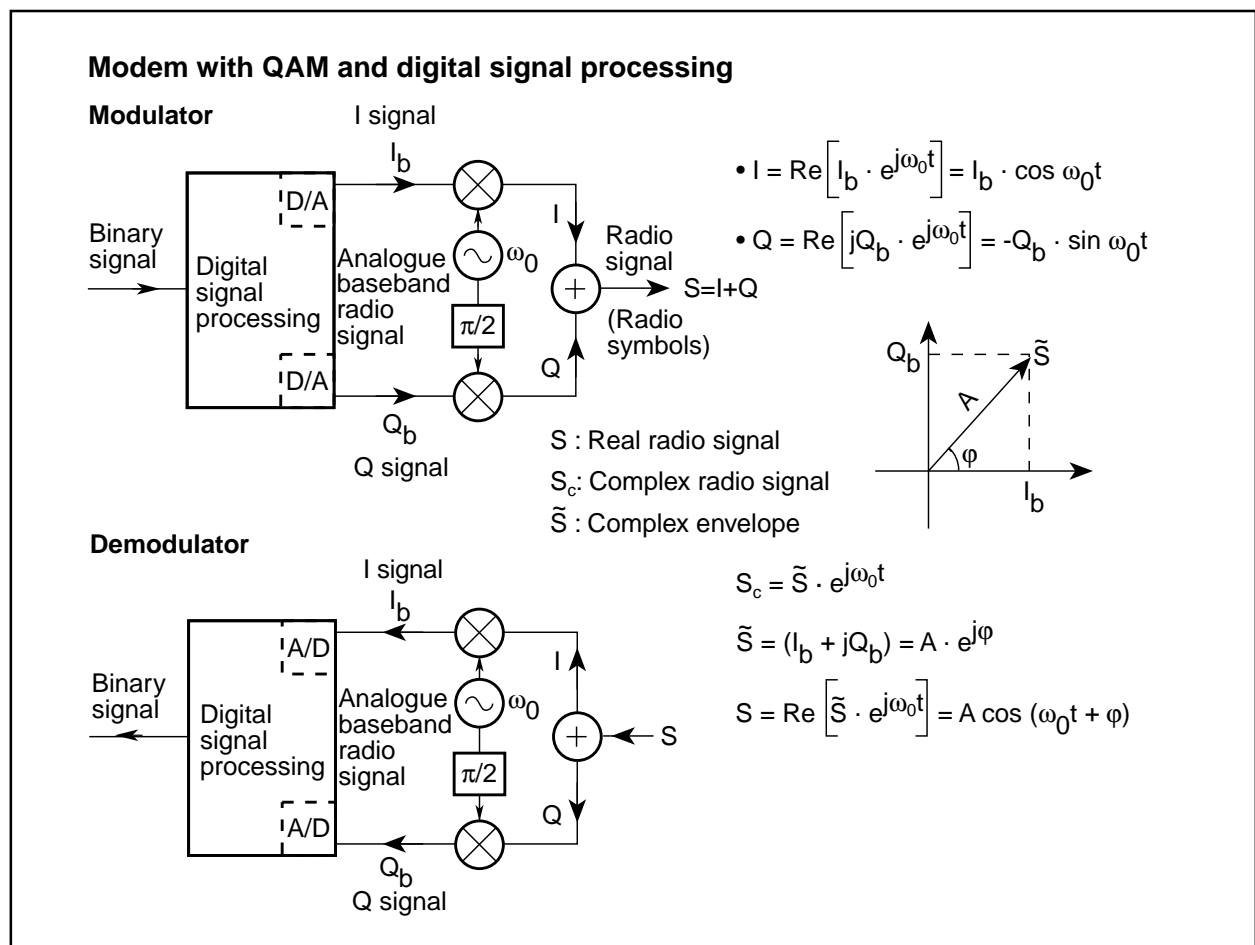 Modem with QAM and digital signal processing
Modulator
I signal
I_b
D/A
Binary
signal
Digital
signal
processing
Analogue
baseband
radio
signal
ω_0
π/2
D/A
Q_b
Q signal
I
Q
+
Radio
signal
S=I+Q
(Radio
symbols)
• I = Re[I_b · e^{jω_0t}] = I_b · cos ω_0t
• Q = Re[jQ_b · e^{jω_0t}] = -Q_b · sin ω_0t
Q_b
S̃
A
φ
I_b
S : Real radio signal
S_c: Complex radio signal
S̃ : Complex envelope
Demodulator
I signal
I_b
A/D
Binary
signal
Digital
signal
processing
Analogue
baseband
radio
signal
ω_0
π/2
A/D
Q_b
Q signal
I
Q
+
S
S_c = S̃ · e^{jω_0t}
S̃ = (I_b + jQ_b) = A · e^{jφ}
S = Re [S̃ · e^{jω_0t}] = A cos (ω_0t + φ)